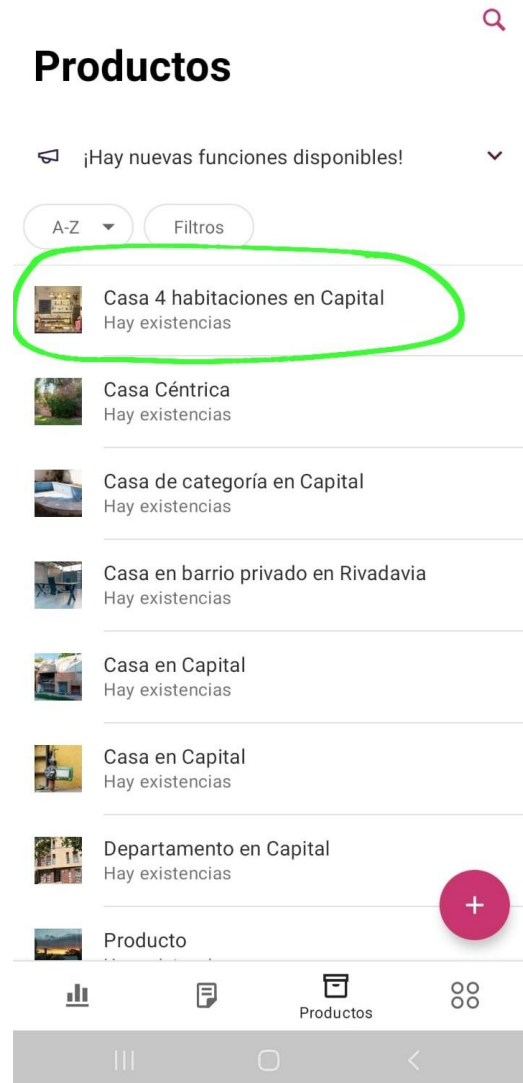 Productos
¡Hay nuevas funciones disponibles!
A-Z
Filtros
Casa 4 habitaciones en Capital
Hay existencias
Casa Céntrica
Hay existencias
Casa de categoría en Capital
Hay existencias
Casa en barrio privado en Rivadavia
Hay existencias
Casa en Capital
Hay existencias
Casa en Capital
Hay existencias
Departamento en Capital
Hay existencias
Producto
Productos